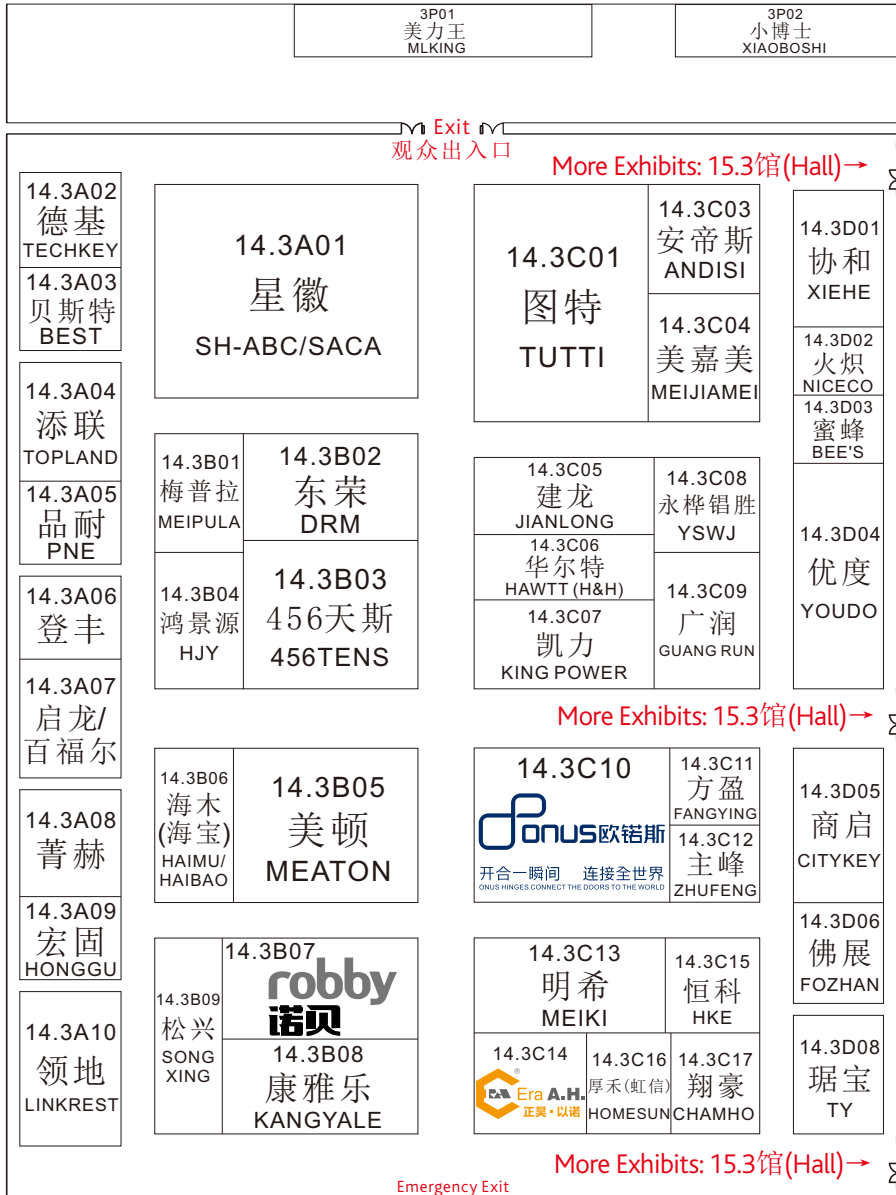 3P01
美力王
MLKING
3P02
小博士
XIAOBOSHI
Exit
观众出入口
More Exhibits: 15.3馆(Hall)→
14.3A02
德基
TECHKEY
14.3A03
贝斯特
BEST
14.3A04
添联
TOPLAND
14.3A05
品耐
PNE
14.3A06
登丰
14.3A07
启龙/
百福尔
14.3A08
菁赫
14.3A09
宏固
HONGGU
14.3A10
领地
LINKREST
14.3A01
星徽
SH-ABC/SACA
14.3B01
梅普拉
MEIPULA
14.3B02
东荣
DRM
14.3B04
鸿景源
HJY
14.3B03
456天斯
456TENS
14.3B06
海木
(海宝)
HAIMU/
HAIBAO
14.3B05
美顿
MEATON
14.3B07
robby
诺贝
14.3B09
松兴
SONG
XING
14.3B08
康雅乐
KANGYALE
14.3C01
图特
TUTTI
14.3C03
安帝斯
ANDISI
14.3C04
美嘉美
MEIJIAMEI
14.3C05
建龙
JIANLONG
14.3C06
华尔特
HAWTT (H&H)
14.3C07
凯力
KING POWER
14.3C08
永桦锠胜
YSWJ
14.3C09
广润
GUANG RUN
More Exhibits: 15.3馆(Hall)→
14.3C10
ONUS欧诺斯
开合一瞬间 连接全世界
ONUS HINGES CONNECT THE DOORS TO THE WORLD
14.3C11
方盈
FANGYING
14.3C12
主峰
ZHUFENG
14.3C13
明希
MEIKI
14.3C15
恒科
HKE
14.3C14
ERA Era A.H.®
正昊·以诺
14.3C16
厚禾(虹信)
HOMESUN
14.3C17
翔豪
CHAMHO
14.3D01
协和
XIEHE
14.3D02
火炽
NICECO
14.3D03
蜜蜂
BEE'S
14.3D04
优度
YOUDO
14.3D05
商启
CITYKEY
14.3D06
佛展
FOZHAN
14.3D08
琚宝
TY
More Exhibits: 15.3馆(Hall)→
Emergency Exit